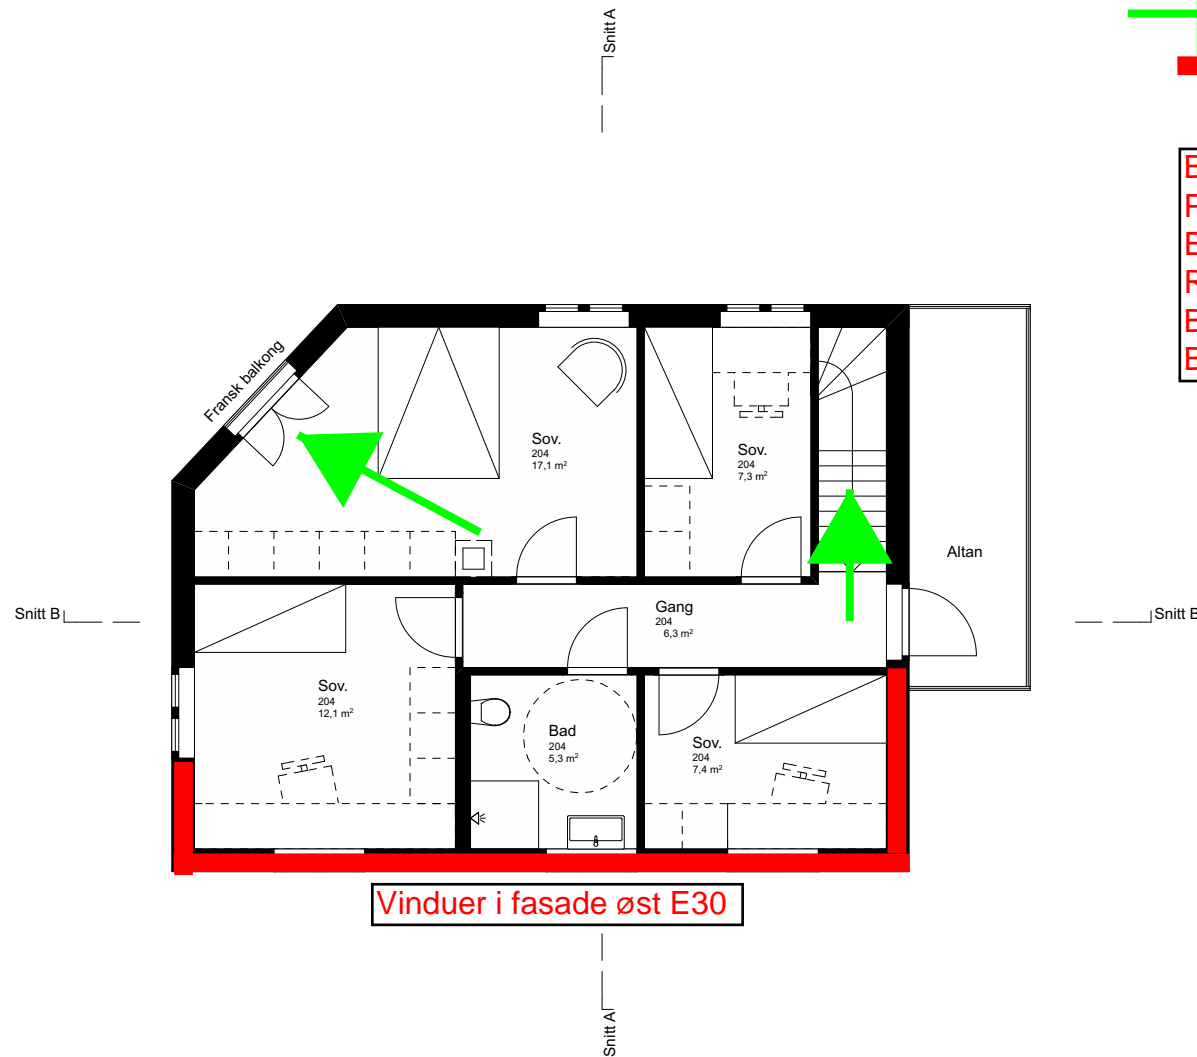 Snitt A
B
P
E
R
B
B
Fransk balkong
Sov.
204
17,1 m²
Sov.
204
7,3 m²
Altan
Snitt B
Gang
204
6,3 m²
Snitt B
Sov.
204
12,1 m²
Bad
204
5,3 m²
Sov.
204
7,4 m²
Vinduer i fasade øst E30
Snitt A